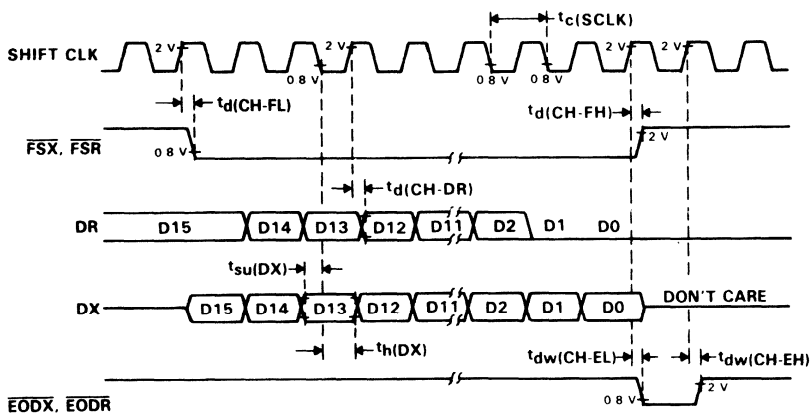 tc(SCLK)
SHIFT CLK
2 V
0 8 V
2 V
0 8 V
0 8 V
2 V
2 V
td(CH-FL)
td(CH-FH)
FSX, FSR
0 8 V
2 V
td(CH-DR)
DR
D15 D14 D13 D12 D11 D2 D1 D0
tsu(DX)
DX
D15 D14 D13 D12 D11 D2 D1 D0 DON'T CARE
th(DX)
tdw(CH-EL)
tdw(CH-EH)
EODX, EODR
0 8 V
2 V